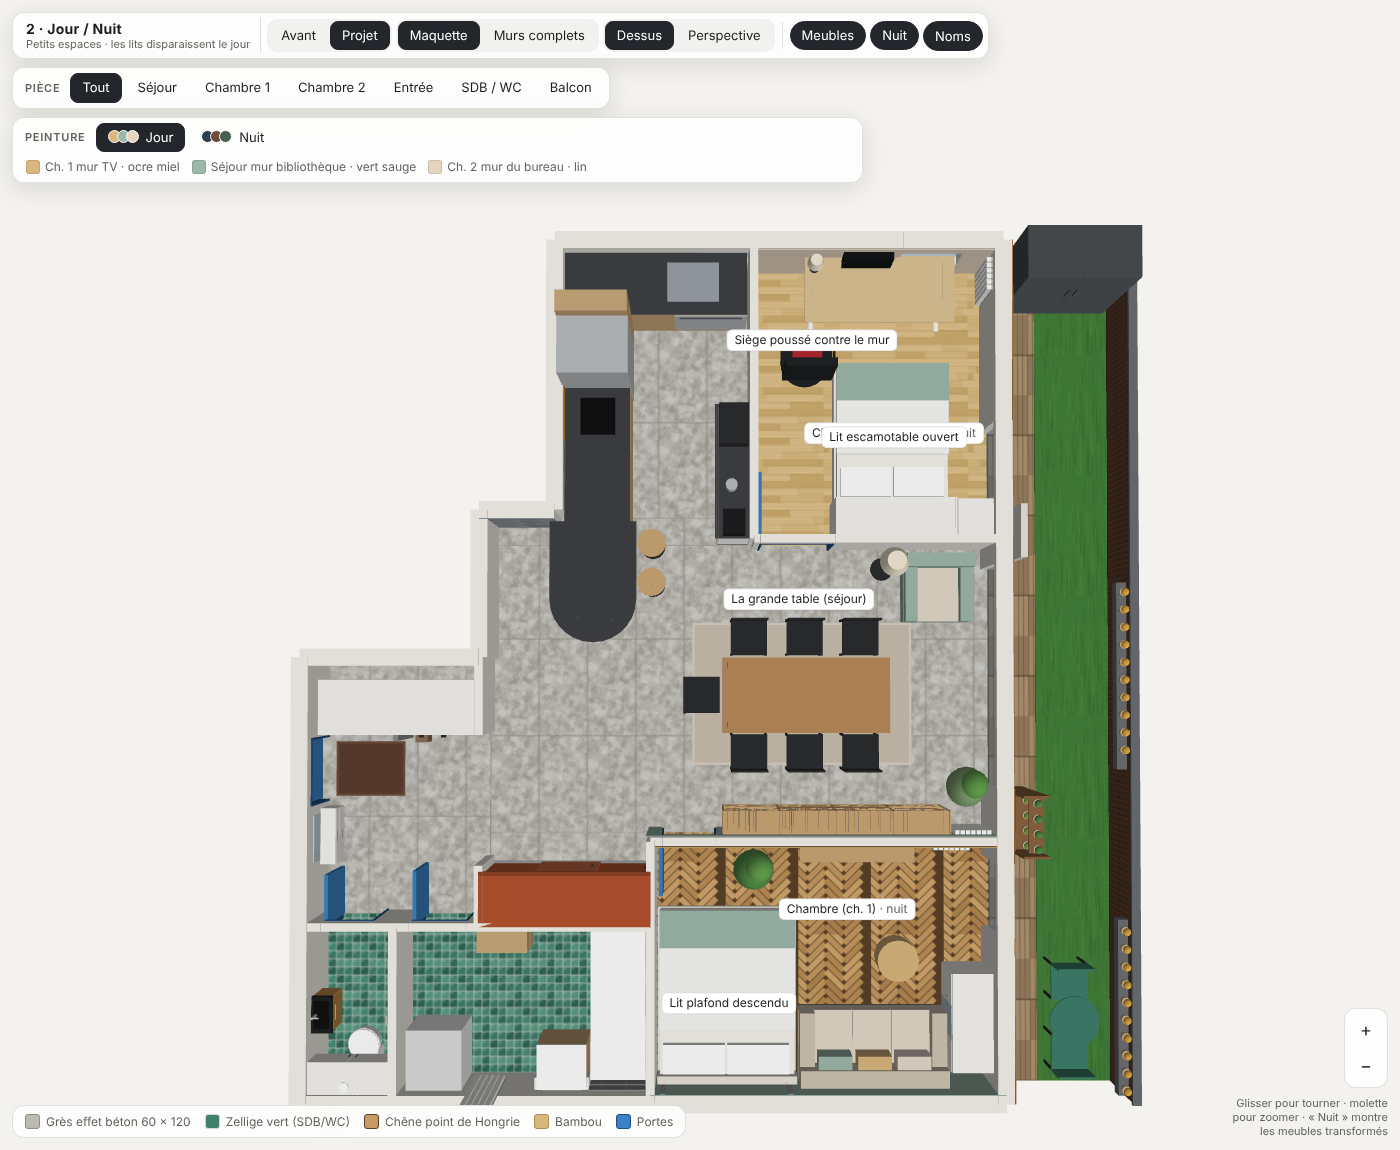 2 · Jour / Nuit
Petits espaces · les lits disparaissent le jour
Avant Projet Maquette Murs complets Dessus Perspective Meubles Nuit Noms
PIÈCE Tout Séjour Chambre 1 Chambre 2 Entrée SDB / WC Balcon
PEINTURE Jour Nuit
Ch. 1 mur TV · ocre miel Séjour mur bibliothèque · vert sauge Ch. 2 mur du bureau · lin
Siège poussé contre le mur
Lit escamotable ouvert
La grande table (séjour)
Chambre (ch. 1) · nuit
Lit plafond descendu
+
−
Glisser pour tourner · molette
pour zoomer · « Nuit » montre
les meubles transformés
Grès effet béton 60 × 120 Zellige vert (SDB/WC) Chêne point de Hongrie Bambou Portes